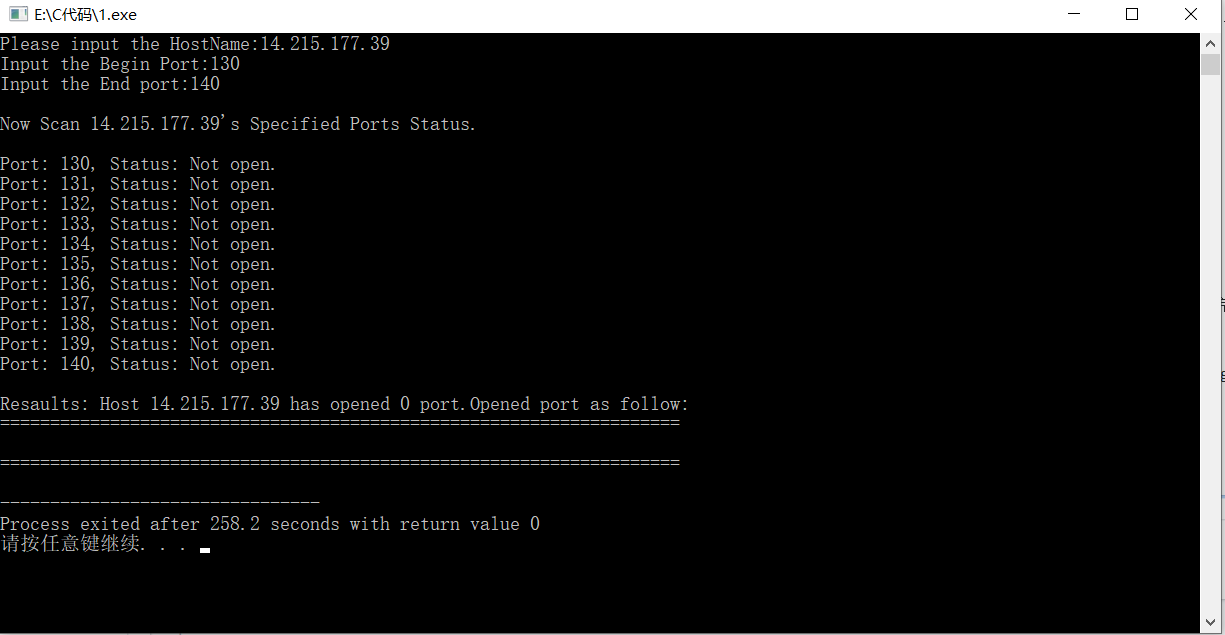 E:\C代码\1.exe
Please input the HostName:14.215.177.39
Input the Begin Port:130
Input the End port:140
Now Scan 14.215.177.39's Specified Ports Status.
Port: 130, Status: Not open.
Port: 131, Status: Not open.
Port: 132, Status: Not open.
Port: 133, Status: Not open.
Port: 134, Status: Not open.
Port: 135, Status: Not open.
Port: 136, Status: Not open.
Port: 137, Status: Not open.
Port: 138, Status: Not open.
Port: 139, Status: Not open.
Port: 140, Status: Not open.
Resaults: Host 14.215.177.39 has opened 0 port.Opened port as follow:
====================================================================
====================================================================
--------------------------------
Process exited after 258.2 seconds with return value 0
请按任意键继续. . .